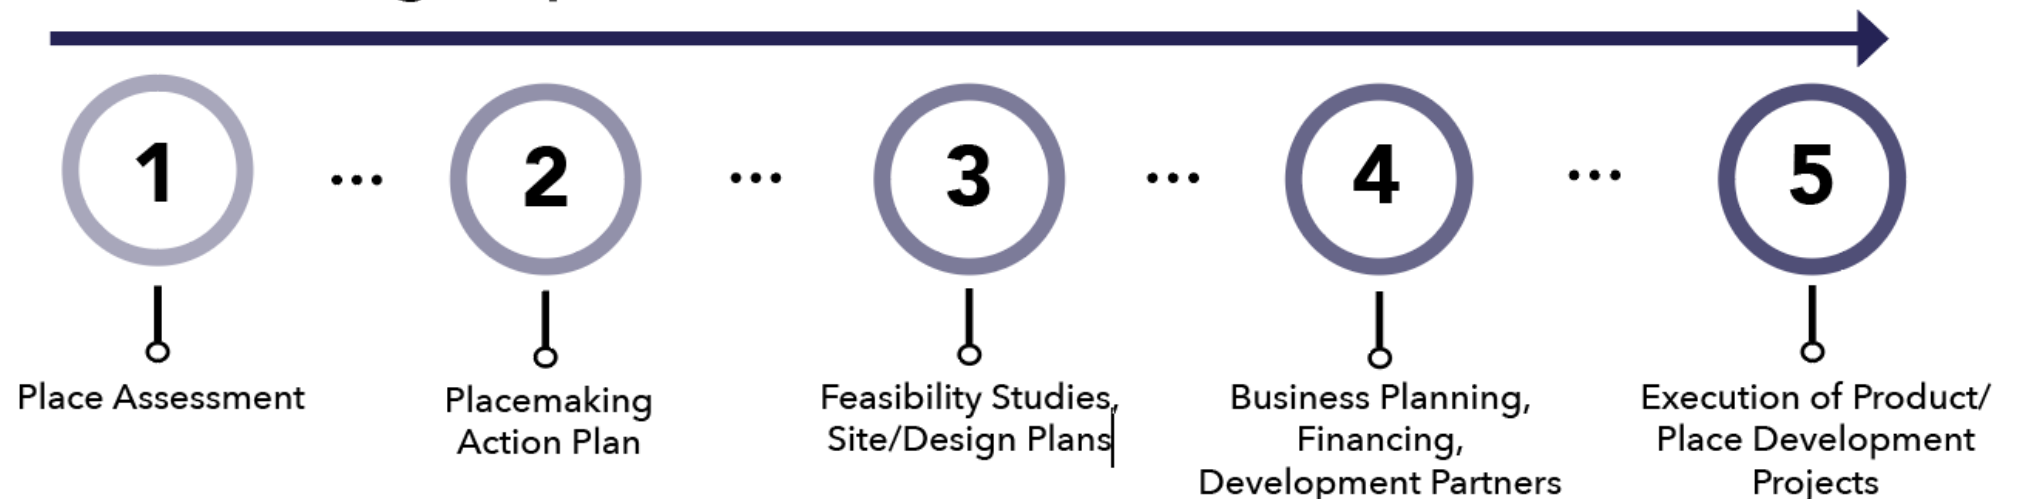 1 ... 2 ... 3 ... 4 ... 5
Place Assessment
Placemaking
Action Plan
Feasibility Studies,
Site/Design Plans
Business Planning,
Financing,
Development Partners
Execution of Product/
Place Development
Projects